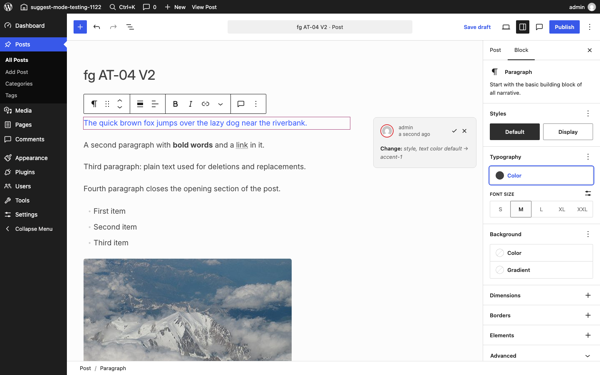 suggest-mode-testing-1122
Ctrl+K
0
New
View Post
admin
Dashboard
Posts
All Posts
Add Post
Categories
Tags
Media
Pages
Comments
Appearance
Plugins
Users
Tools
Settings
Collapse Menu
fg AT-04 V2 · Post
Save draft
Publish
fg AT-04 V2
The quick brown fox jumps over the lazy dog near the riverbank.
A second paragraph with bold words and a link in it.
Third paragraph: plain text used for deletions and replacements.
Fourth paragraph closes the opening section of the post.
First item
Second item
Third item
admin
a second ago
Change: style, text color default →
accent-1
Post
Block
Paragraph
Start with the basic building block of
all narrative.
Styles
Default
Display
Typography
Color
FONT SIZE
S
M
L
XL
XXL
Background
Color
Gradient
Dimensions
Borders
Elements
Advanced
Post / Paragraph